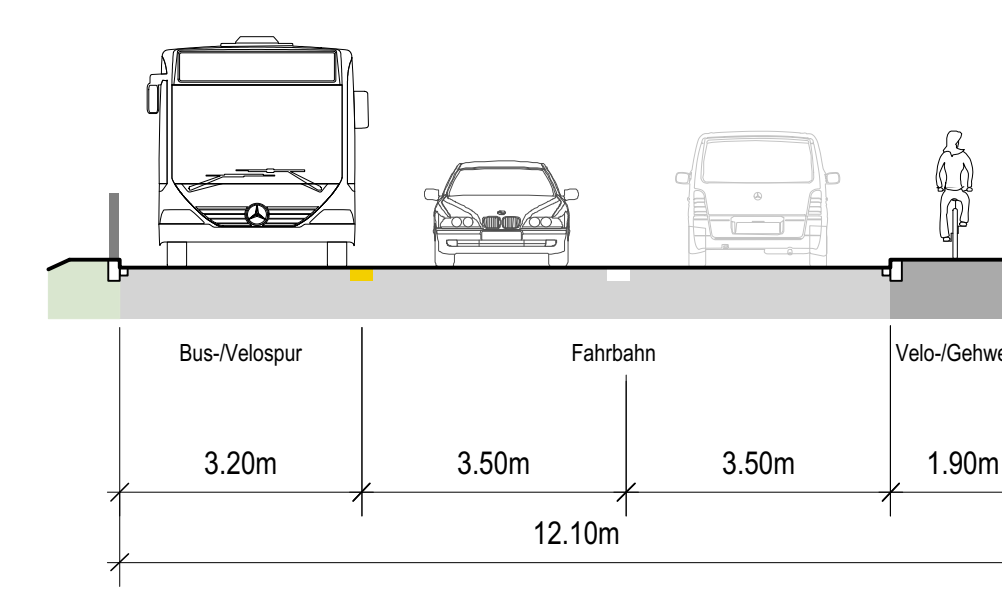 Bus-/Velospur
Fahrbahn
Velo-/Gehwe
3.20m
3.50m
3.50m
1.90m
12.10m